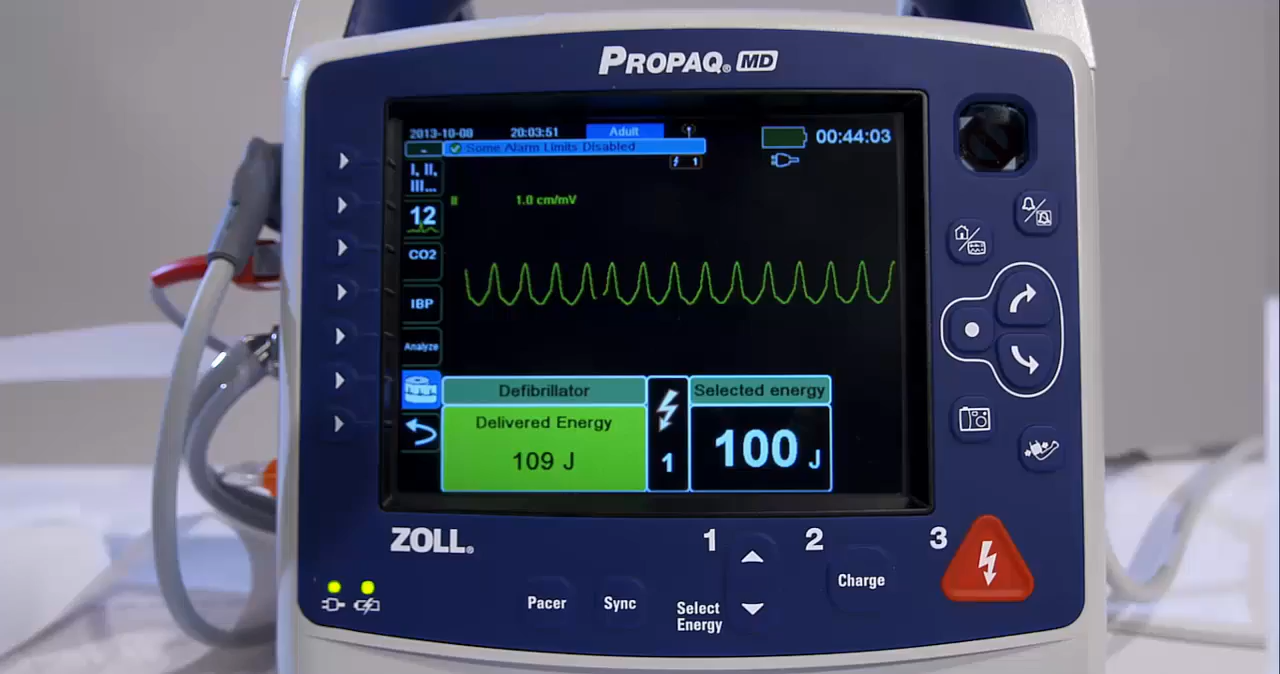 PROPAQ® MD
2013-10-00 20:03:51 Adult 00:44:03
- Some Alarm Limits Disabled
1
I, II,
III...
II 1.0 cm/mV
12
CO2
IBP
Analyze
Defibrillator Selected energy
Delivered Energy
109 J 1 100 J
ZOLL® 1 2 3
Charge
Pacer Sync Select
Energy